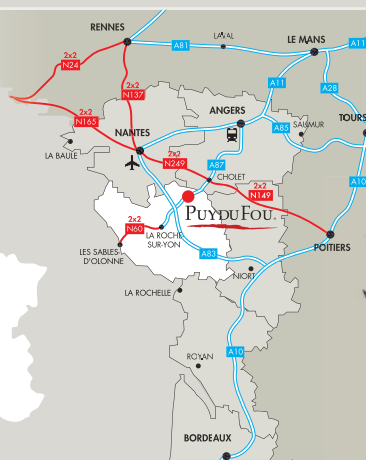 RENNES
LAVAL
LE MANS
A81
A11
2x2
N24
A11
A28
2x2
N137
ANGERS
TOURS
2x2
N165
NANTES
A85
SAUMUR
LA BAULE
2x2
N249
A87
CHOLET
A10
2x2
N149
PUYDUFOU
2x2
N60
LA ROCHE
SUR-YON
POITIERS
LES SABLES
D'OLONNE
A83
NIORT
LA ROCHELLE
A10
ROYAN
BORDEAUX